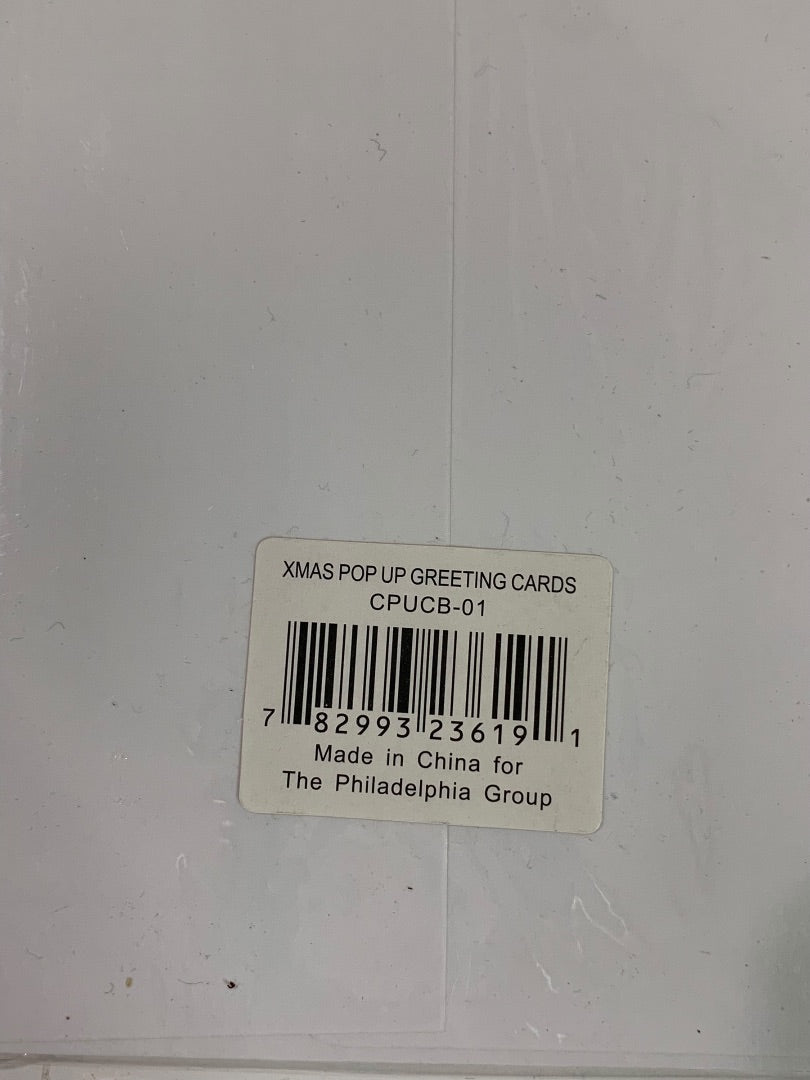 XMAS POP UP GREETING CARDS
CPUCB-01
7 82993 23619 1
Made in China for
The Philadelphia Group